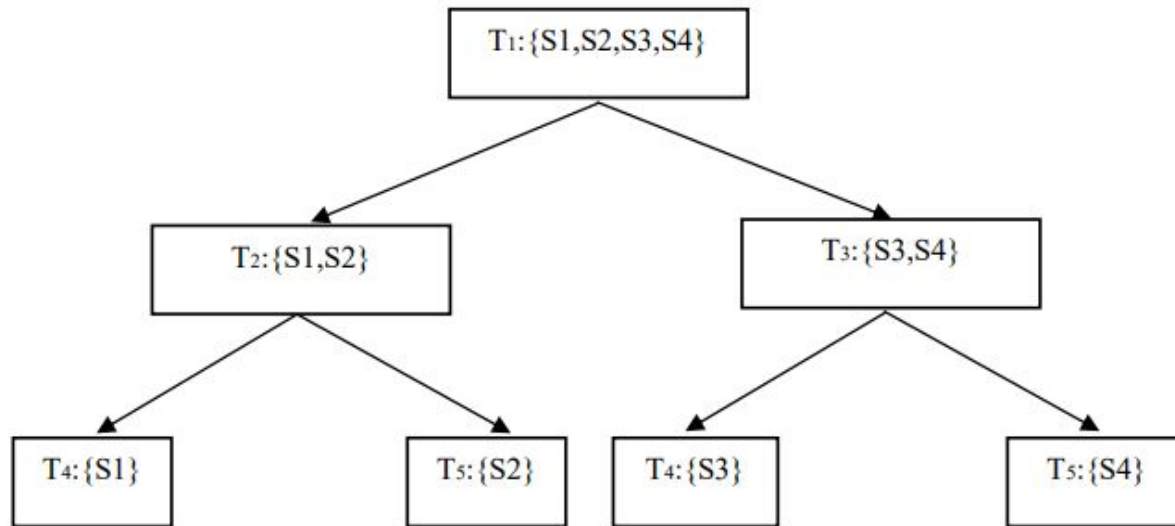 T₁:{S1,S2,S3,S4}
T₂:{S1,S2}
T₃:{S3,S4}
T₄:{S1}
T₅:{S2}
T₄:{S3}
T₅:{S4}